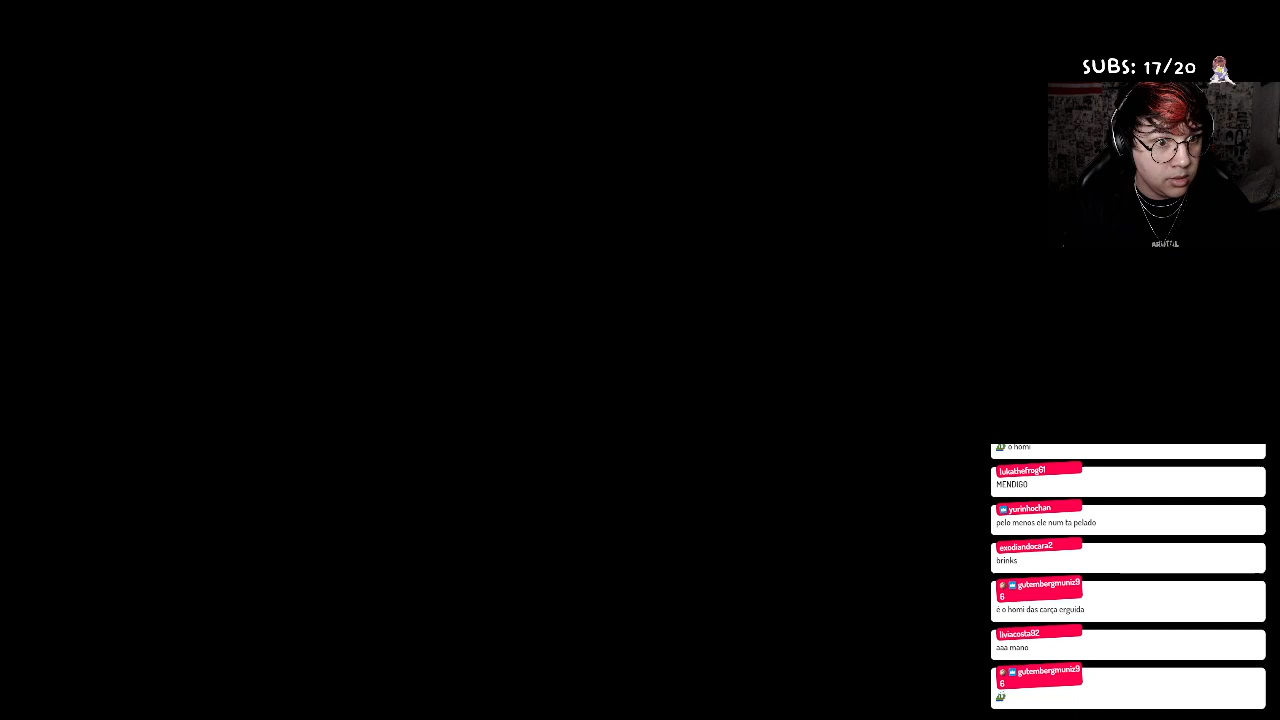 SUBS: 17/20
o homi
lukathefrog61
MENDIGO
yurinhochan
pelo menos ele num ta pelado
exodiandocara2
brinks
gutembergmuniz9
6
é o homi das carça erguida
liviacosta82
aaa mano
gutembergmuniz9
6